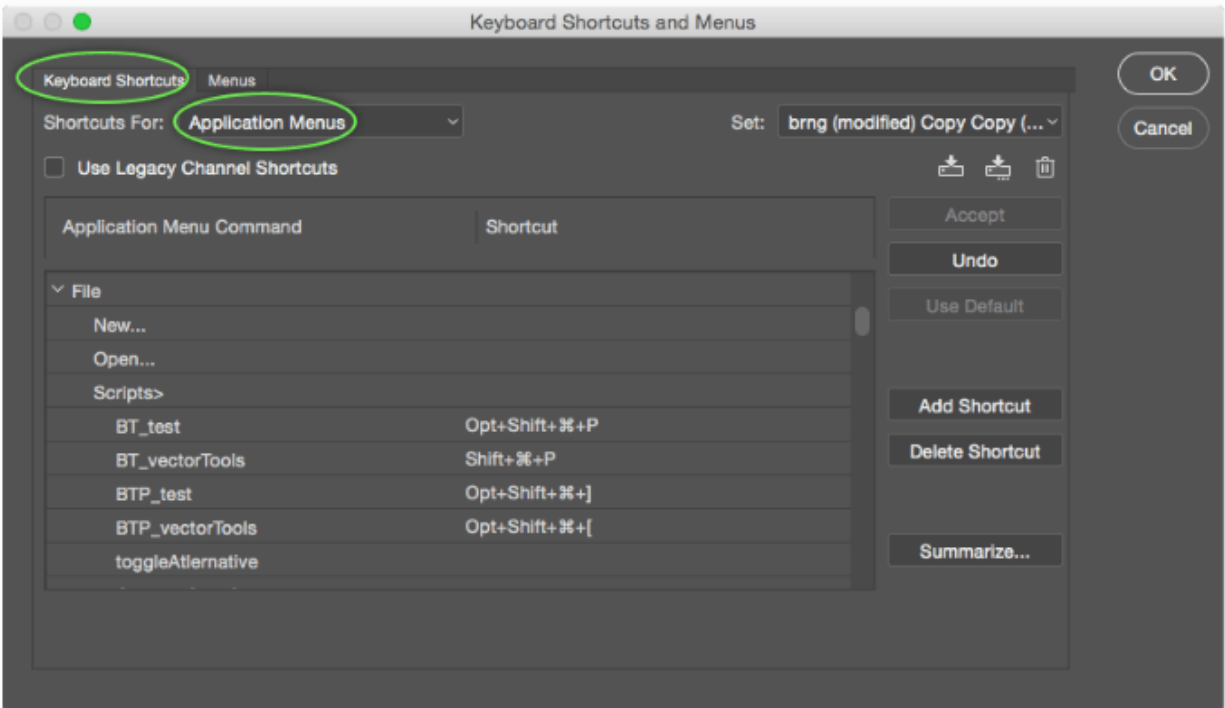 Keyboard Shortcuts and Menus
Keyboard Shortcuts Menus
OK
Shortcuts For: Application Menus
Set: brng (modified) Copy Copy (...
Cancel
Use Legacy Channel Shortcuts
Application Menu Command Shortcut
Accept
Undo
Use Default
File
New...
Open...
Scripts>
BT_test Opt+Shift+⌘+P
BT_vectorTools Shift+⌘+P
BTP_test Opt+Shift+⌘+]
BTP_vectorTools Opt+Shift+⌘+[
toggleAtlernative
Add Shortcut
Delete Shortcut
Summarize...